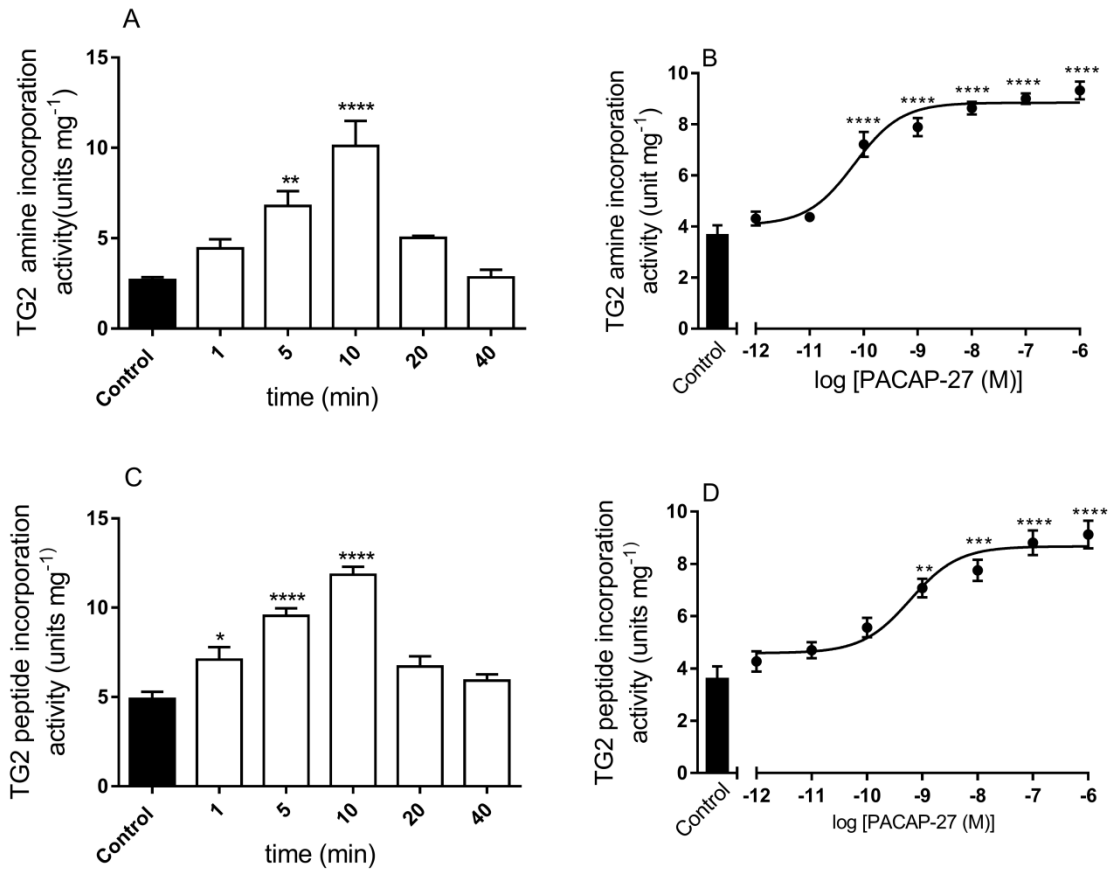 A
TG2 amine incorporation
activity(units mg⁻¹)
15
10
5
0
**
****
Control
1
5
10
20
40
time (min)
B
TG2 amine incorporation
activity (unit mg⁻¹)
10
8
6
4
2
0
****
****
****
****
****
Control
-12 -11 -10 -9 -8 -7 -6
log [PACAP-27 (M)]
C
TG2 peptide incorporation
activity (units mg⁻¹)
15
10
5
0
*
****
****
Control
1
5
10
20
40
time (min)
D
TG2 peptide incorporation
activity (units mg⁻¹)
10
8
6
4
2
0
**
***
****
****
Control
-12 -11 -10 -9 -8 -7 -6
log [PACAP-27 (M)]